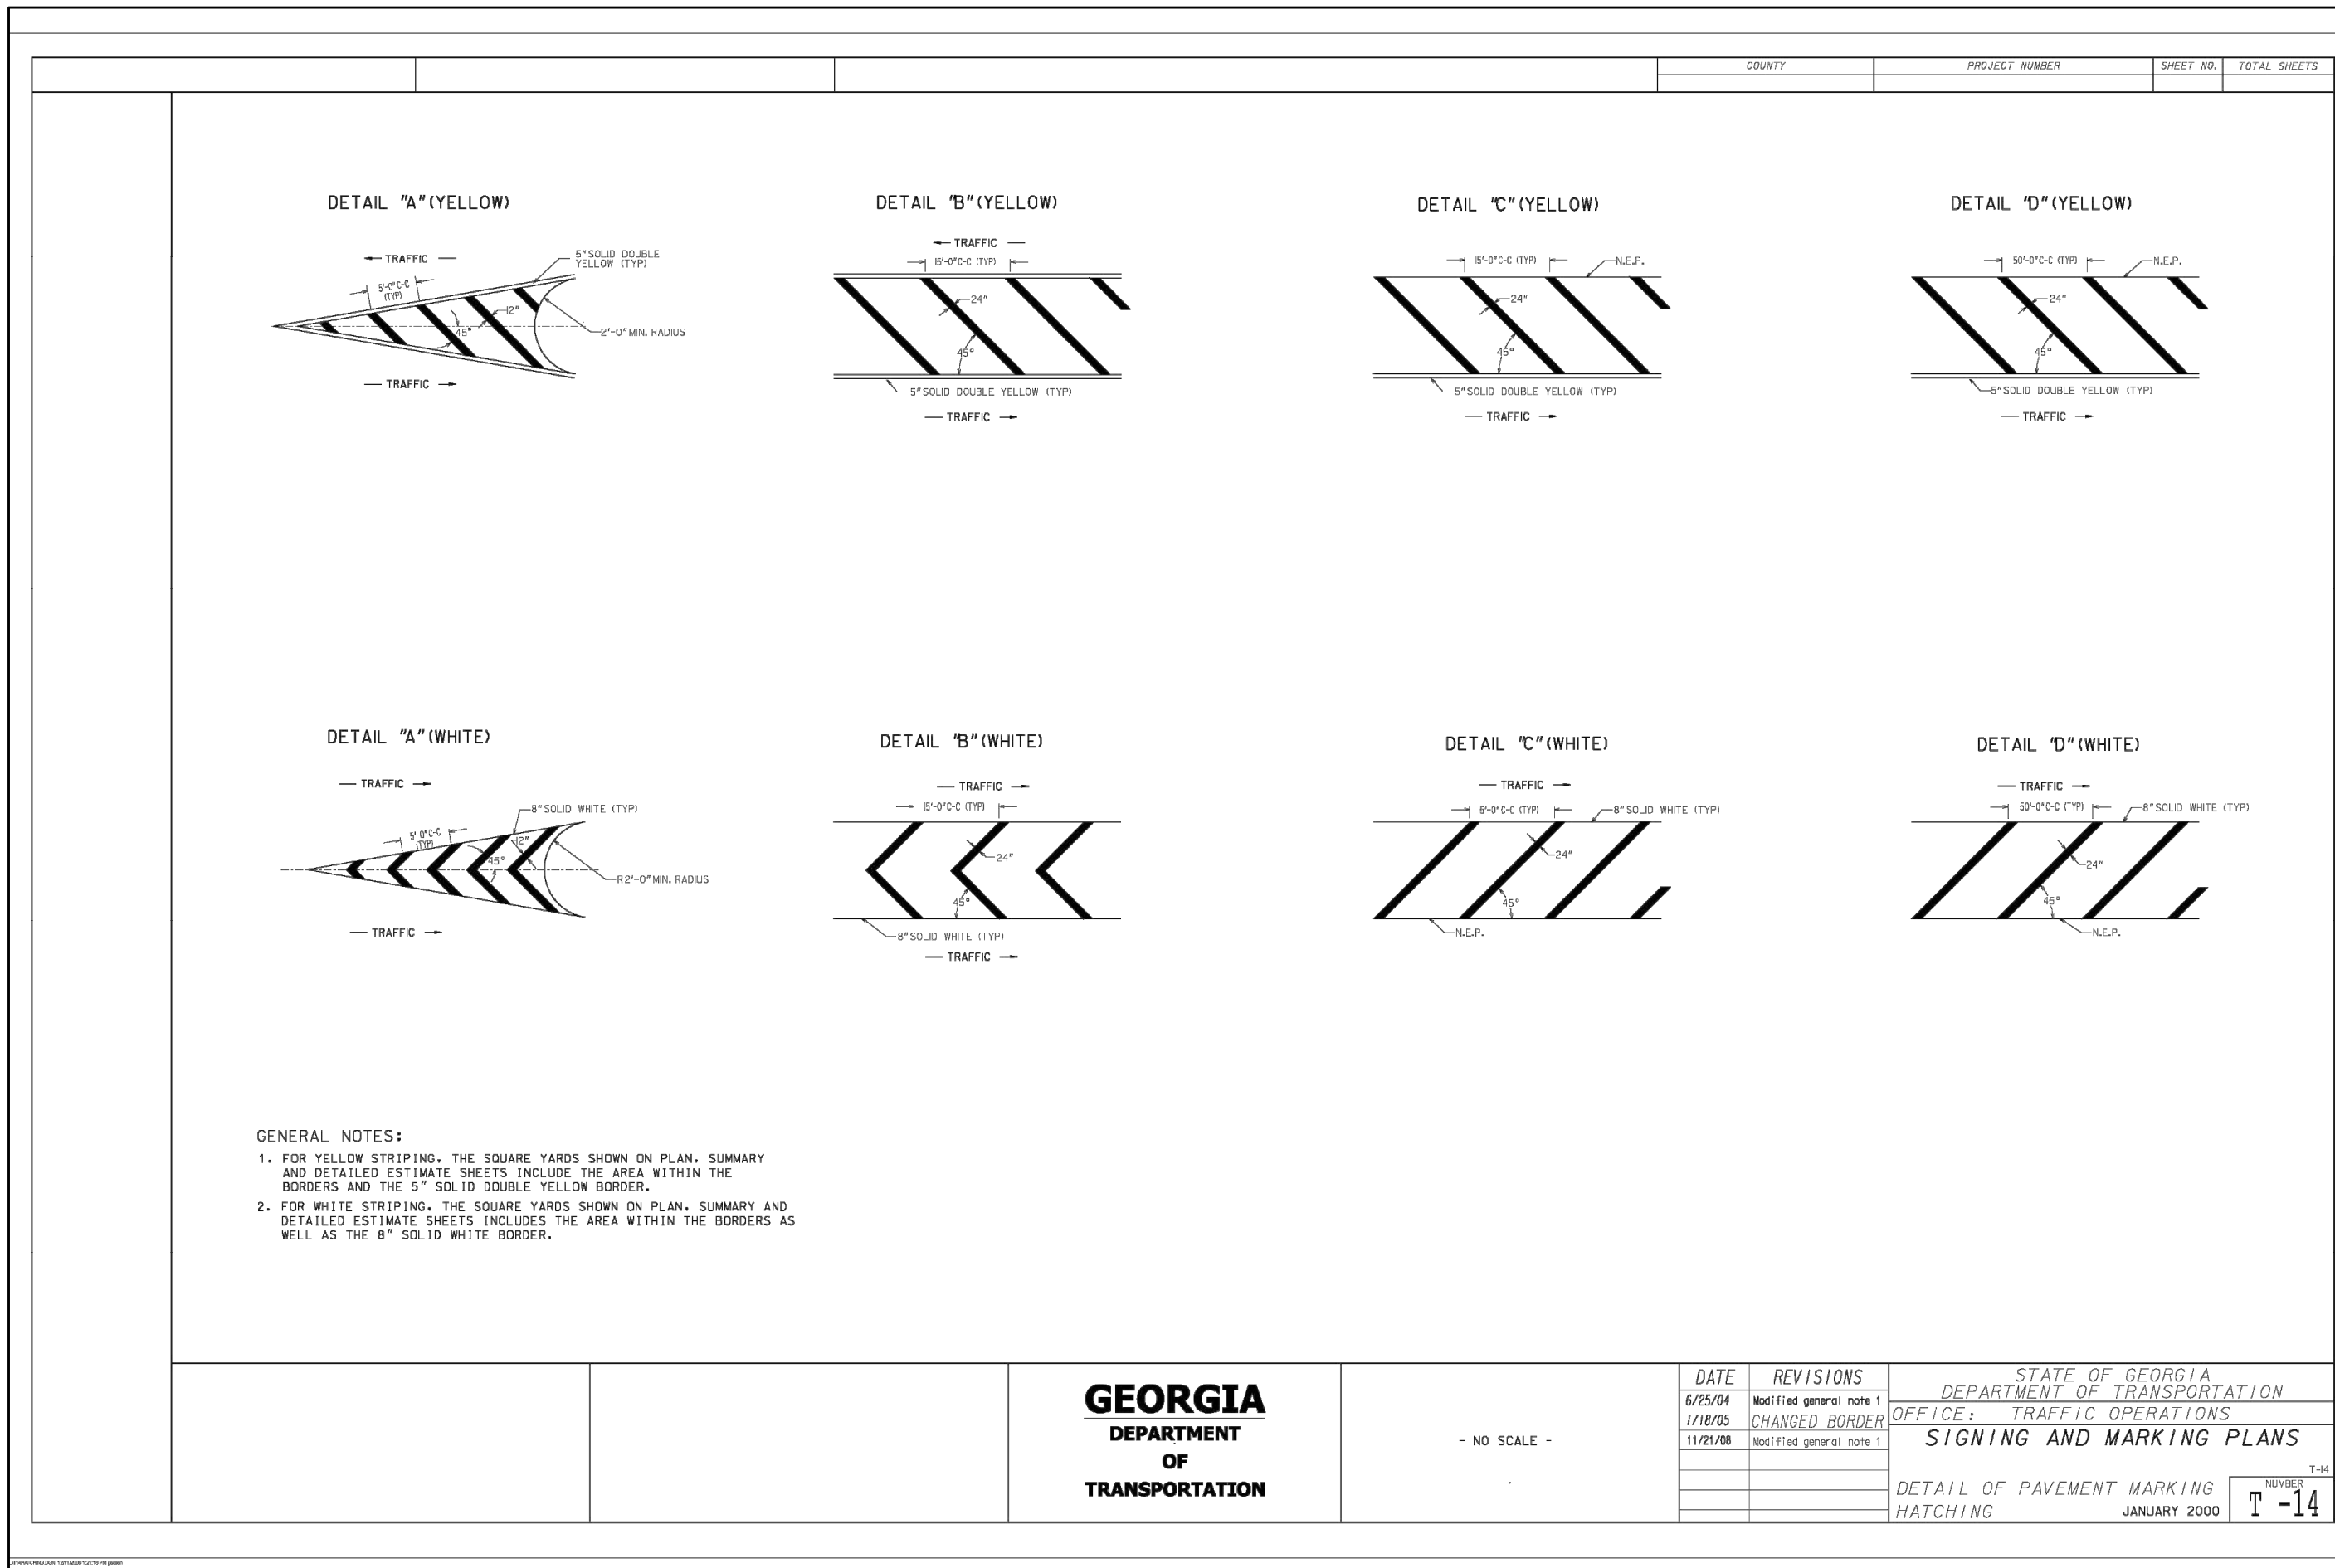 COUNTY
PROJECT NUMBER
SHEET NO.
TOTAL SHEETS
DETAIL "A"(YELLOW)
TRAFFIC
5"SOLID DOUBLE
YELLOW (TYP)
5'-0"C-C
(TYP)
12"
45°
2'-0"MIN. RADIUS
TRAFFIC
DETAIL "B"(YELLOW)
TRAFFIC
15'-0"C-C (TYP)
24"
45°
5"SOLID DOUBLE YELLOW (TYP)
TRAFFIC
DETAIL "C"(YELLOW)
15'-0"C-C (TYP)
N.E.P.
24"
45°
5"SOLID DOUBLE YELLOW (TYP)
TRAFFIC
DETAIL "D"(YELLOW)
50'-0"C-C (TYP)
N.E.P.
24"
45°
5"SOLID DOUBLE YELLOW (TYP)
TRAFFIC
DETAIL "A"(WHITE)
TRAFFIC
8"SOLID WHITE (TYP)
5'-0"C-C
(TYP)
12"
45°
R2'-0"MIN. RADIUS
TRAFFIC
DETAIL "B"(WHITE)
TRAFFIC
15'-0"C-C (TYP)
24"
45°
8"SOLID WHITE (TYP)
TRAFFIC
DETAIL "C"(WHITE)
TRAFFIC
15'-0"C-C (TYP)
8"SOLID WHITE (TYP)
24"
45°
N.E.P.
DETAIL "D"(WHITE)
TRAFFIC
50'-0"C-C (TYP)
8"SOLID WHITE (TYP)
24"
45°
N.E.P.
GENERAL NOTES:
1. FOR YELLOW STRIPING, THE SQUARE YARDS SHOWN ON PLAN, SUMMARY
AND DETAILED ESTIMATE SHEETS INCLUDE THE AREA WITHIN THE
BORDERS AND THE 5" SOLID DOUBLE YELLOW BORDER.
2. FOR WHITE STRIPING, THE SQUARE YARDS SHOWN ON PLAN, SUMMARY AND
DETAILED ESTIMATE SHEETS INCLUDES THE AREA WITHIN THE BORDERS AS
WELL AS THE 8" SOLID WHITE BORDER.
GEORGIA
DEPARTMENT
OF
TRANSPORTATION
- NO SCALE -
DATE REVISIONS
6/25/04 Modified general note 1
1/18/05 CHANGED BORDER
11/21/08 Modified general note 1
STATE OF GEORGIA
DEPARTMENT OF TRANSPORTATION
OFFICE: TRAFFIC OPERATIONS
SIGNING AND MARKING PLANS
T-14
DETAIL OF PAVEMENT MARKING
HATCHING
JANUARY 2000
NUMBER
T -14